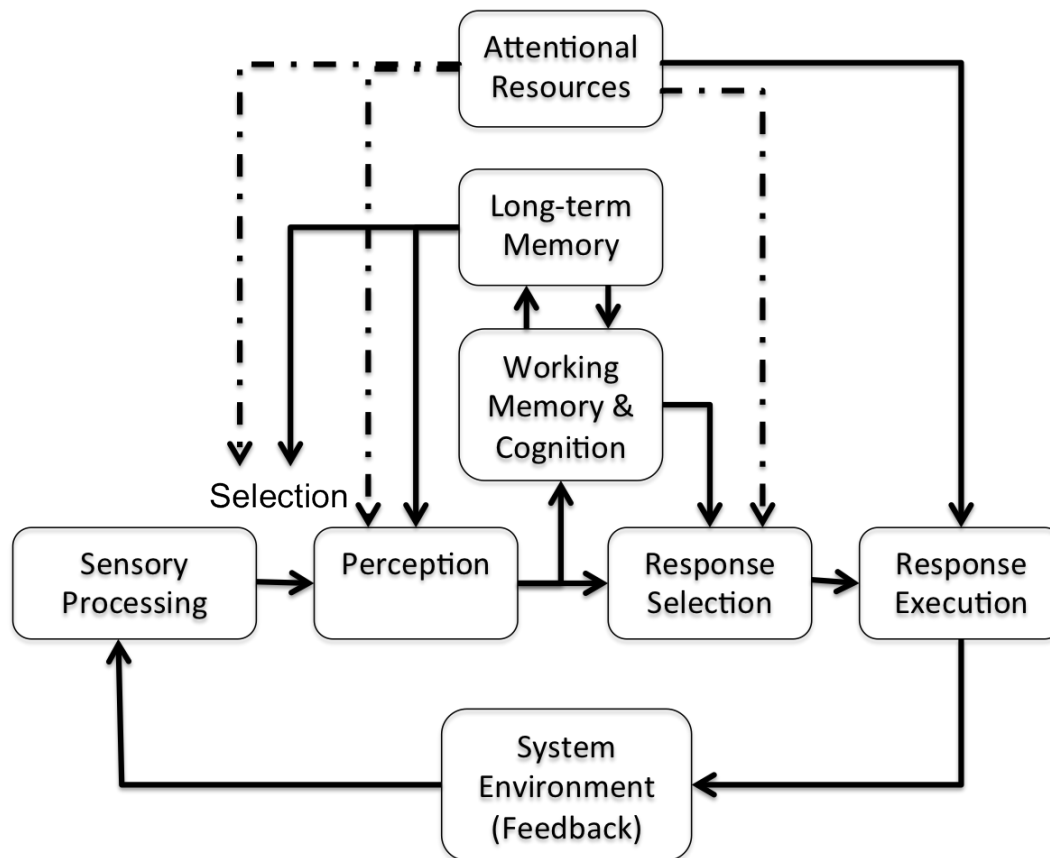 Attentional
Resources
Long-term
Memory
Working
Memory &
Cognition
Selection
Sensory
Processing
Perception
Response
Selection
Response
Execution
System
Environment
(Feedback)